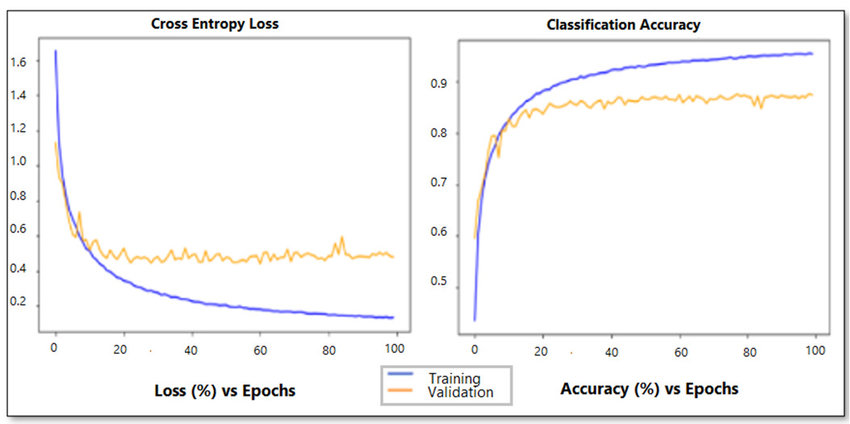 Cross Entropy Loss
1.6
1.4
1.2
1.0
0.8
0.6
0.4
0.2
0 20 40 60 80 100
Loss (%) vs Epochs
Classification Accuracy
0.9
0.8
0.7
0.6
0.5
0 20 40 60 80 100
Accuracy (%) vs Epochs
Training
Validation